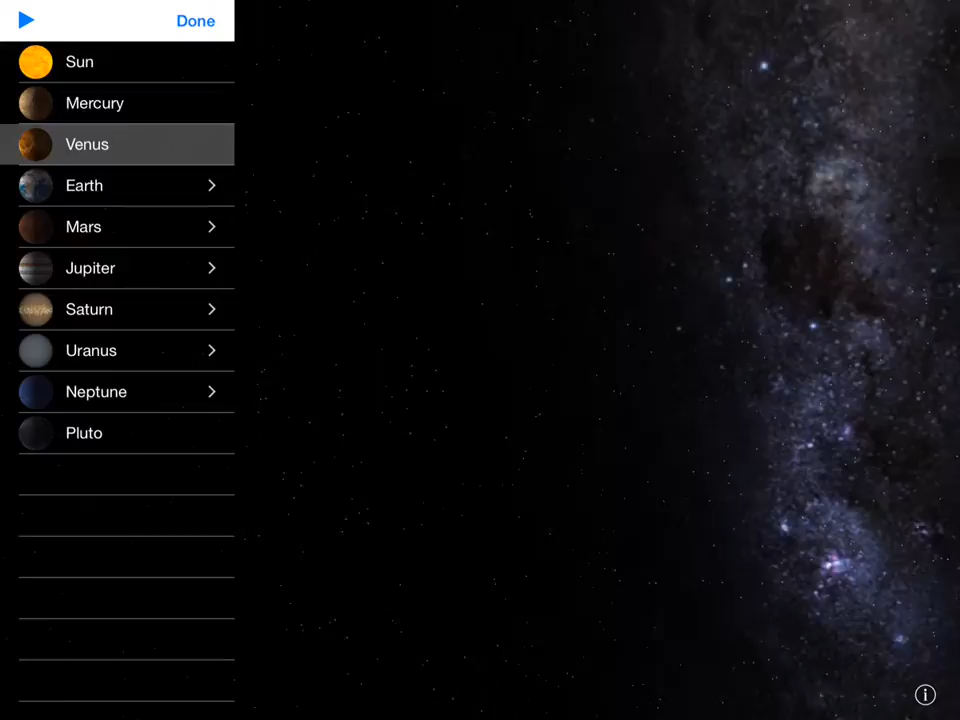 Done
Sun
Mercury
Venus
Earth
Mars
Jupiter
Saturn
Uranus
Neptune
Pluto